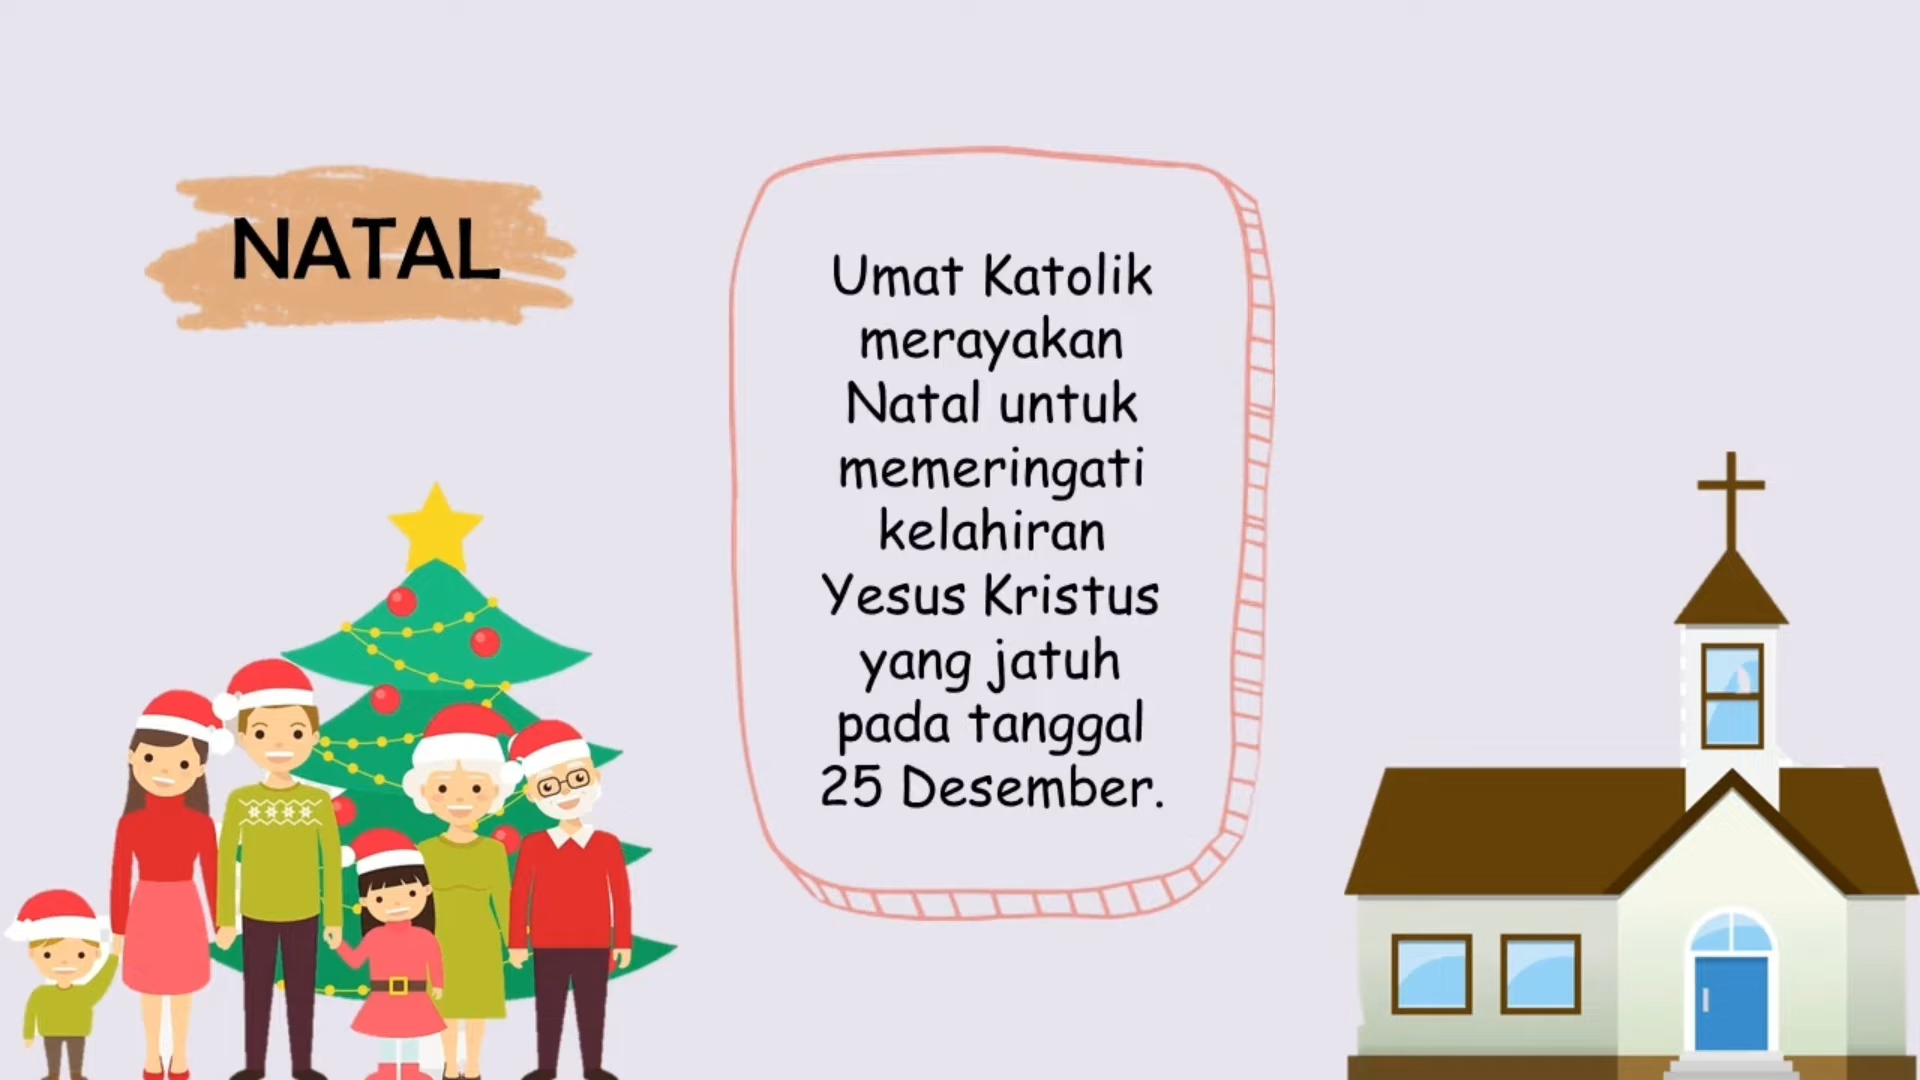 NATAL
Umat Katolik
merayakan
Natal untuk
memeringati
kelahiran
Yesus Kristus
yang jatuh
pada tanggal
25 Desember.